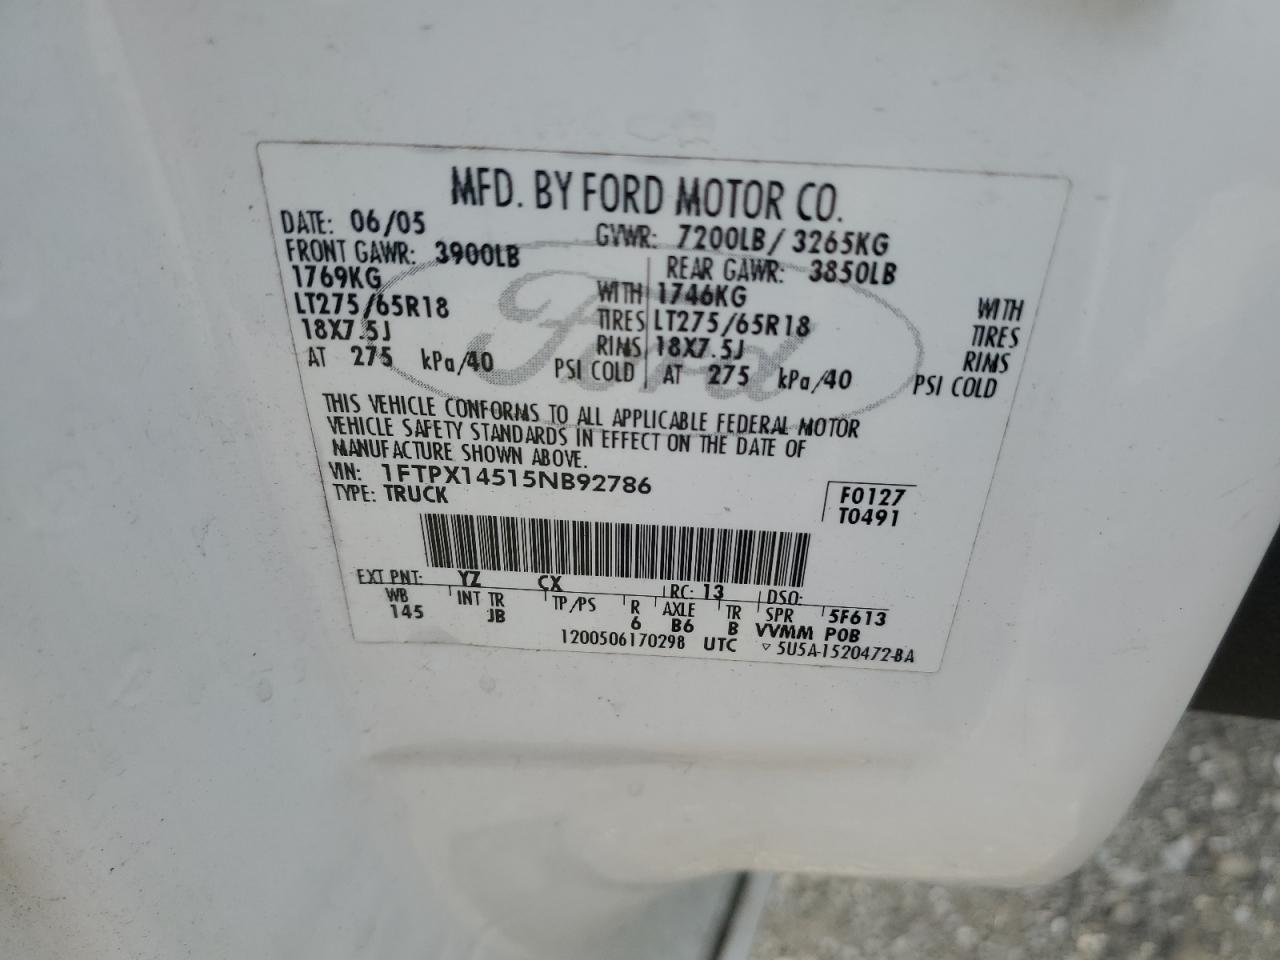 MFD. BY FORD MOTOR CO.
DATE: 06/05 GVWR: 7200LB / 3265KG
FRONT GAWR: 3900LB REAR GAWR: 3850LB
1769KG WITH 1746KG WITH
LT275/65R18 TIRES LT275/65R18 TIRES
18X7.5J RIMS 18X7.5J RIMS
AT 275 kPa/40 PSI COLD AT 275 kPa/40 PSI COLD
Ford
THIS VEHICLE CONFORMS TO ALL APPLICABLE FEDERAL MOTOR
VEHICLE SAFETY STANDARDS IN EFFECT ON THE DATE OF
MANUFACTURE SHOWN ABOVE.
VIN: 1FTPX14515NB92786 F0127
TYPE: TRUCK T0491
EXT PNT: YZ CX RC: 13 DSO:
WB INT TR TP/PS R AXLE TR SPR 5F613
145 JB 6 B6 B VVMM POB
1200506170298 UTC ▽ 5U5A-1520472-BA